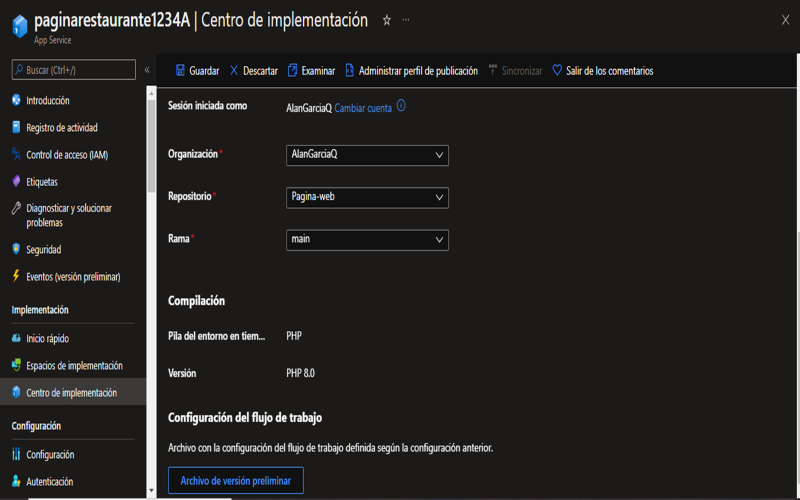 paginarestaurante1234A | Centro de implementación
App Service
Buscar (Ctrl+/)
Introducción
Registro de actividad
Control de acceso (IAM)
Etiquetas
Diagnosticar y solucionar
problemas
Seguridad
Eventos (versión preliminar)
Implementación
Inicio rápido
Espacios de implementación
Centro de implementación
Configuración
Configuración
Autenticación
Guardar Descartar Examinar Administrar perfil de publicación Sincronizar Salir de los comentarios
Sesión iniciada como AlanGarciaQ Cambiar cuenta
Organización* AlanGarciaQ
Repositorio* Pagina-web
Rama* main
Compilación
Pila del entorno en tiem... PHP
Versión PHP 8.0
Configuración del flujo de trabajo
Archivo con la configuración del flujo de trabajo definida según la configuración anterior.
Archivo de versión preliminar